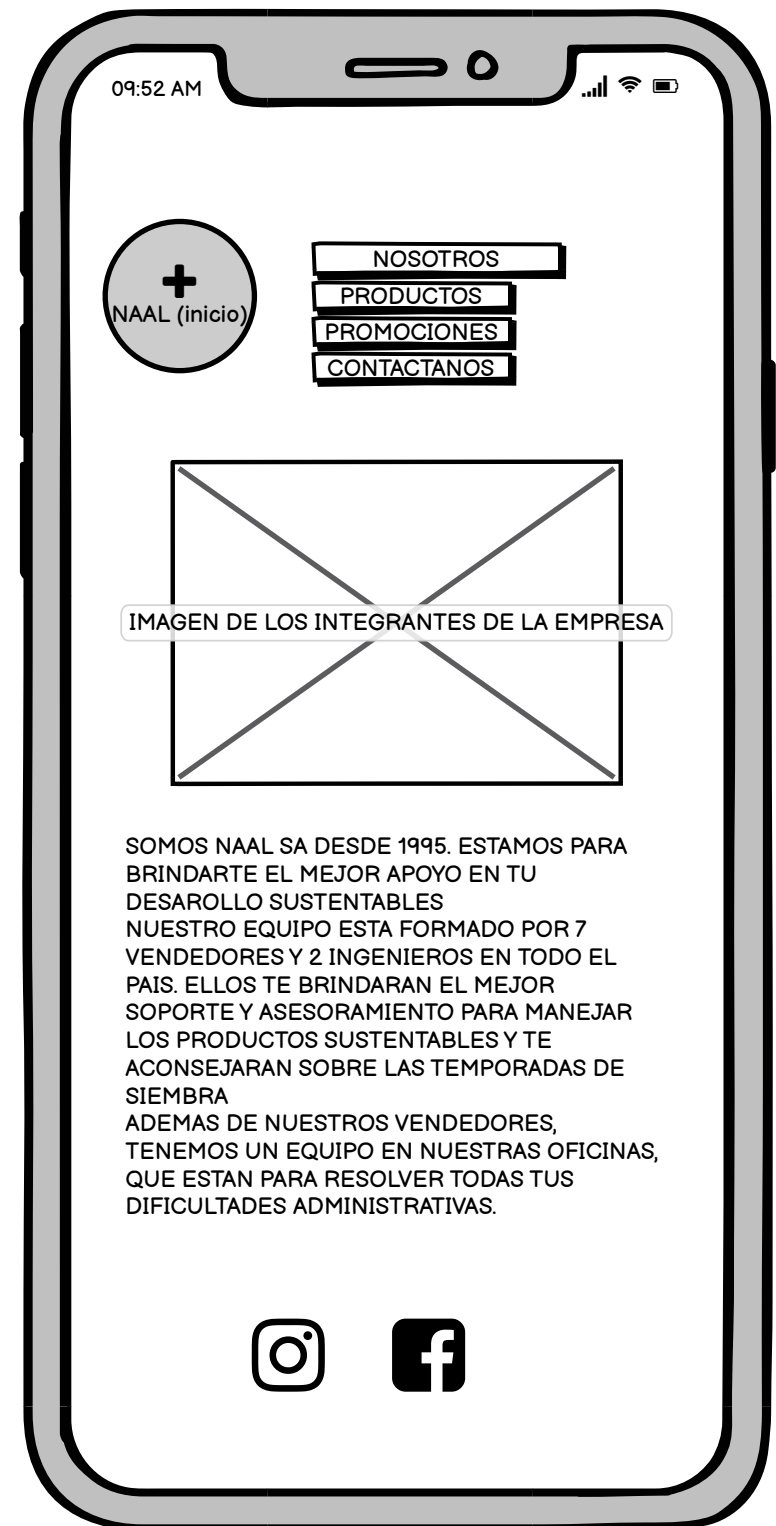 09:52 AM
NAAL (inicio)
NOSOTROS
PRODUCTOS
PROMOCIONES
CONTACTANOS
IMAGEN DE LOS INTEGRANTES DE LA EMPRESA
SOMOS NAAL SA DESDE 1995. ESTAMOS PARA
BRINDARTE EL MEJOR APOYO EN TU
DESAROLLO SUSTENTABLES
NUESTRO EQUIPO ESTA FORMADO POR 7
VENDEDORES Y 2 INGENIEROS EN TODO EL
PAIS. ELLOS TE BRINDARAN EL MEJOR
SOPORTE Y ASESORAMIENTO PARA MANEJAR
LOS PRODUCTOS SUSTENTABLES Y TE
ACONSEJARAN SOBRE LAS TEMPORADAS DE
SIEMBRA
ADEMAS DE NUESTROS VENDEDORES,
TENEMOS UN EQUIPO EN NUESTRAS OFICINAS,
QUE ESTAN PARA RESOLVER TODAS TUS
DIFICULTADES ADMINISTRATIVAS.